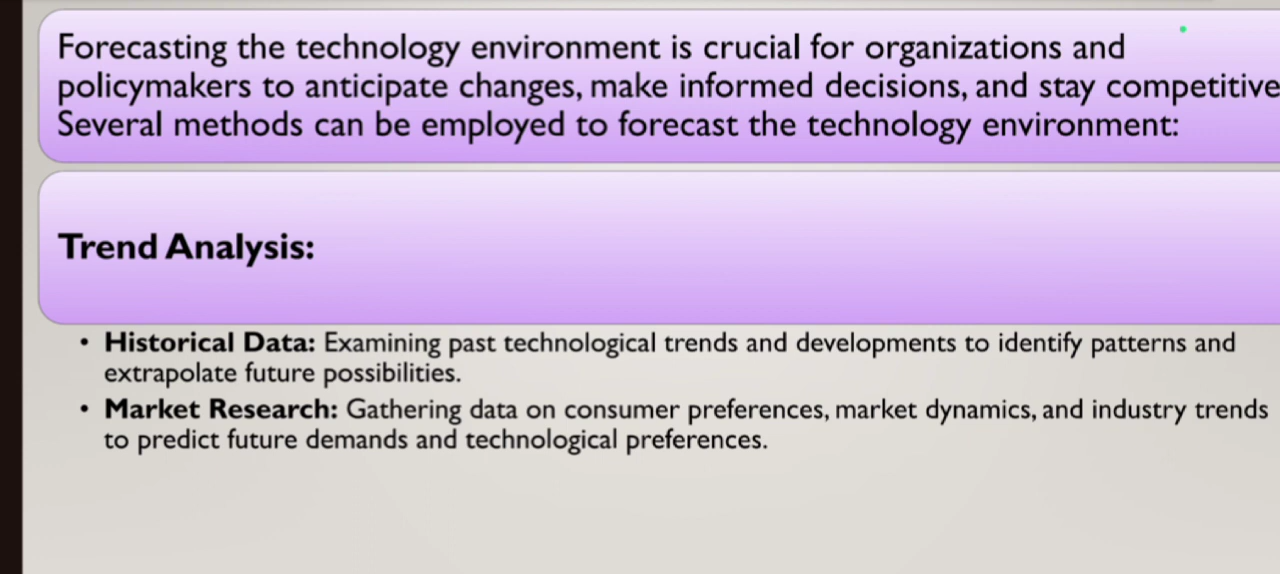 Forecasting the technology environment is crucial for organizations and
policymakers to anticipate changes, make informed decisions, and stay competitive
Several methods can be employed to forecast the technology environment:
Trend Analysis:
• Historical Data: Examining past technological trends and developments to identify patterns and
extrapolate future possibilities.
• Market Research: Gathering data on consumer preferences, market dynamics, and industry trends
to predict future demands and technological preferences.